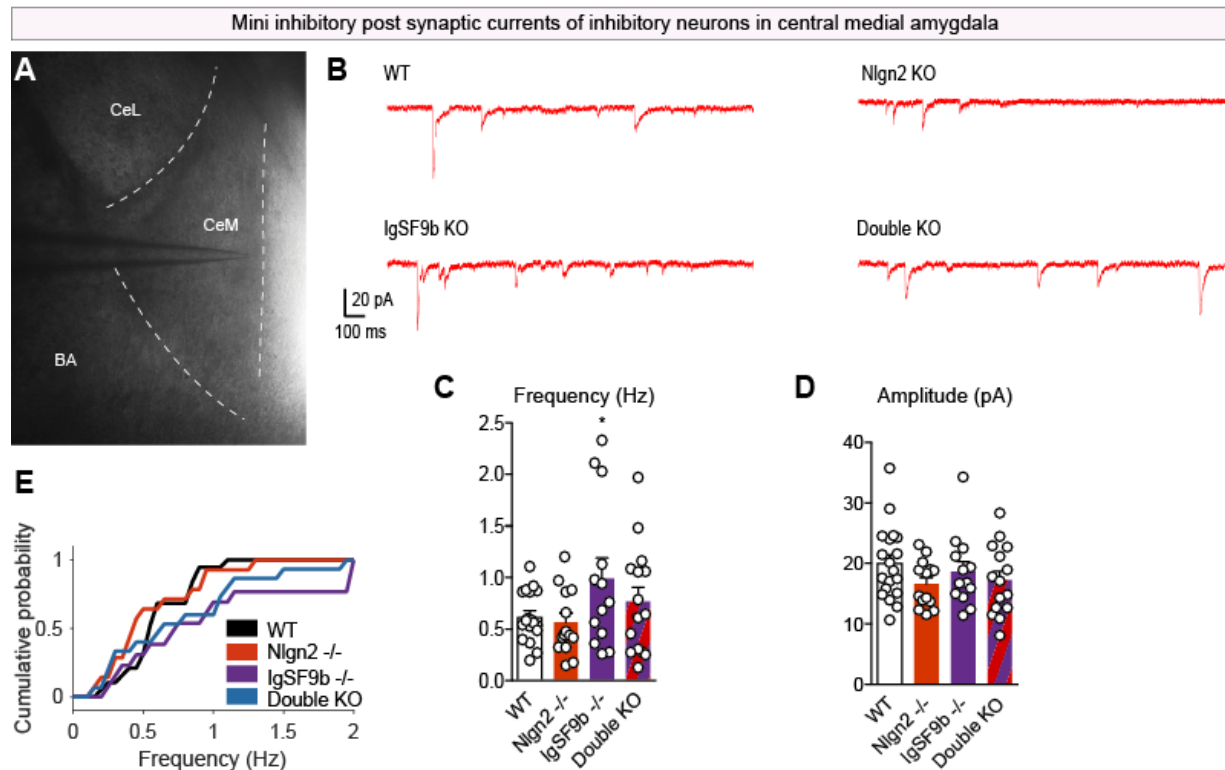 Mini inhibitory post synaptic currents of inhibitory neurons in central medial amygdala
A
CeL
CeM
BA
B
WT
Nlgn2 KO
IgSF9b KO
Double KO
20 pA
100 ms
C
Frequency (Hz)
*
2.5
2.0
1.5
1.0
0.5
0.0
WT
Nlgn2 -/-
IgSF9b -/-
Double KO
D
Amplitude (pA)
40
30
20
10
0
WT
Nlgn2 -/-
IgSF9b -/-
Double KO
E
Cumulative probability
1
0.5
0
WT
Nlgn2 -/-
IgSF9b -/-
Double KO
0
0.5
1
1.5
2
Frequency (Hz)